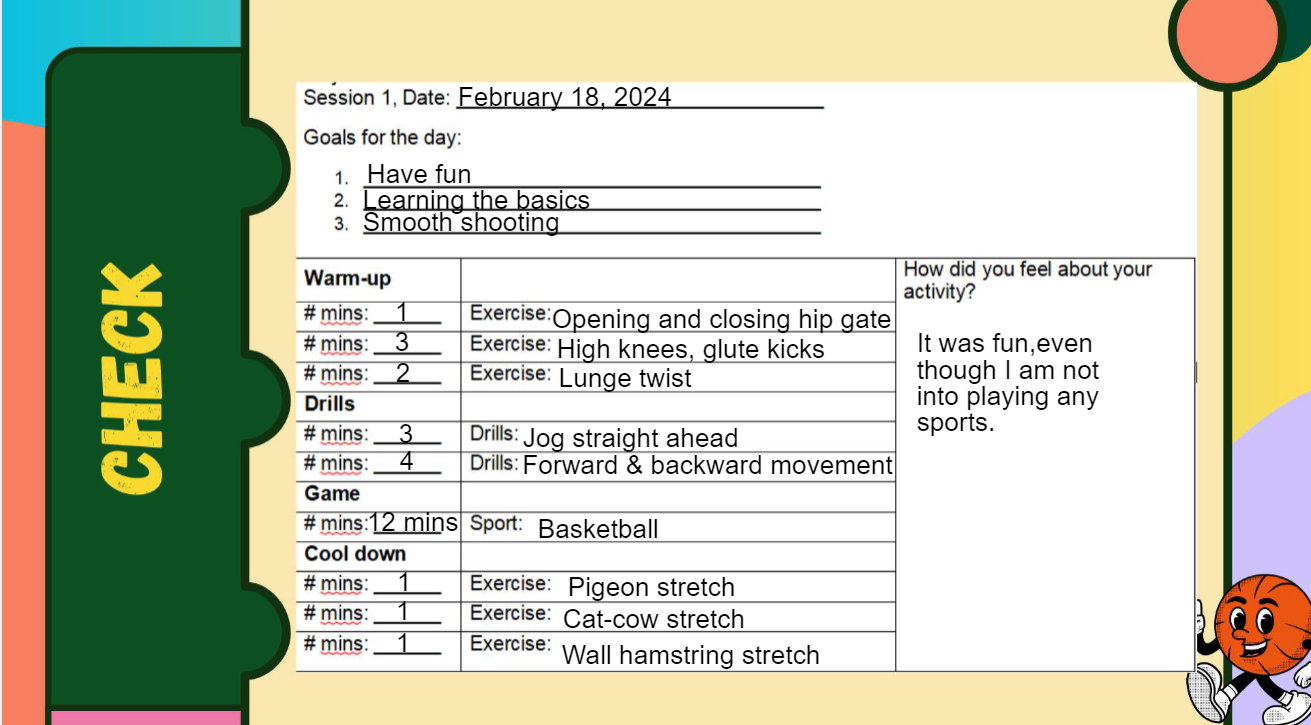 CHECK
Session 1, Date: February 18, 2024
Goals for the day:
1. Have fun
2. Learning the basics
3. Smooth shooting
Warm-up
# mins: 1 Exercise: Opening and closing hip gate
# mins: 3 Exercise: High knees, glute kicks
# mins: 2 Exercise: Lunge twist
Drills
# mins: 3 Drills: Jog straight ahead
# mins: 4 Drills: Forward & backward movement
Game
# mins: 12 mins Sport: Basketball
Cool down
# mins: 1 Exercise: Pigeon stretch
# mins: 1 Exercise: Cat-cow stretch
# mins: 1 Exercise: Wall hamstring stretch
How did you feel about your
activity?
It was fun,even
though I am not
into playing any
sports.